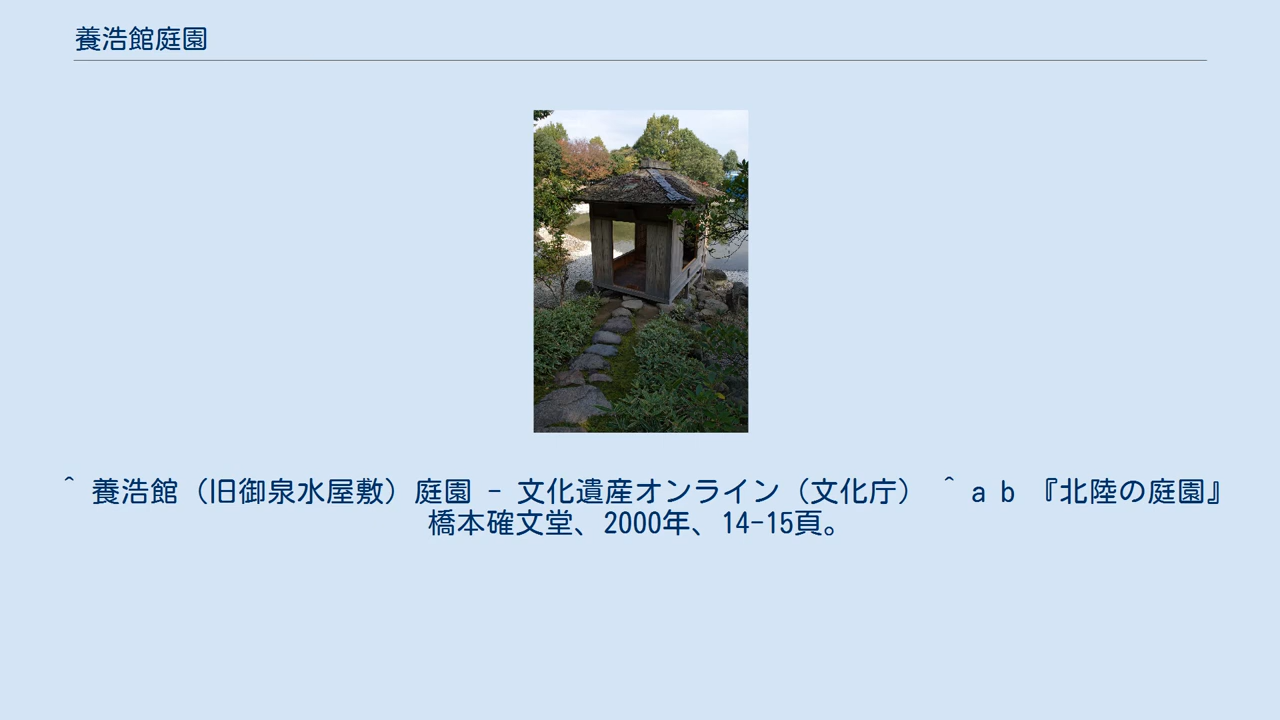 養浩館庭園
^ 養浩館（旧御泉水屋敷）庭園 - 文化遺産オンライン（文化庁） ^ a b 『北陸の庭園』
橋本確文堂、2000年、14-15頁。